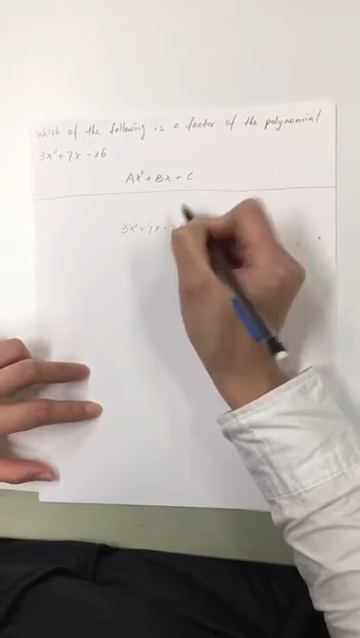 which of the following is a factor of the polynomial
3x²+7x-26
Ax²+Bx+C
3x²+7x-